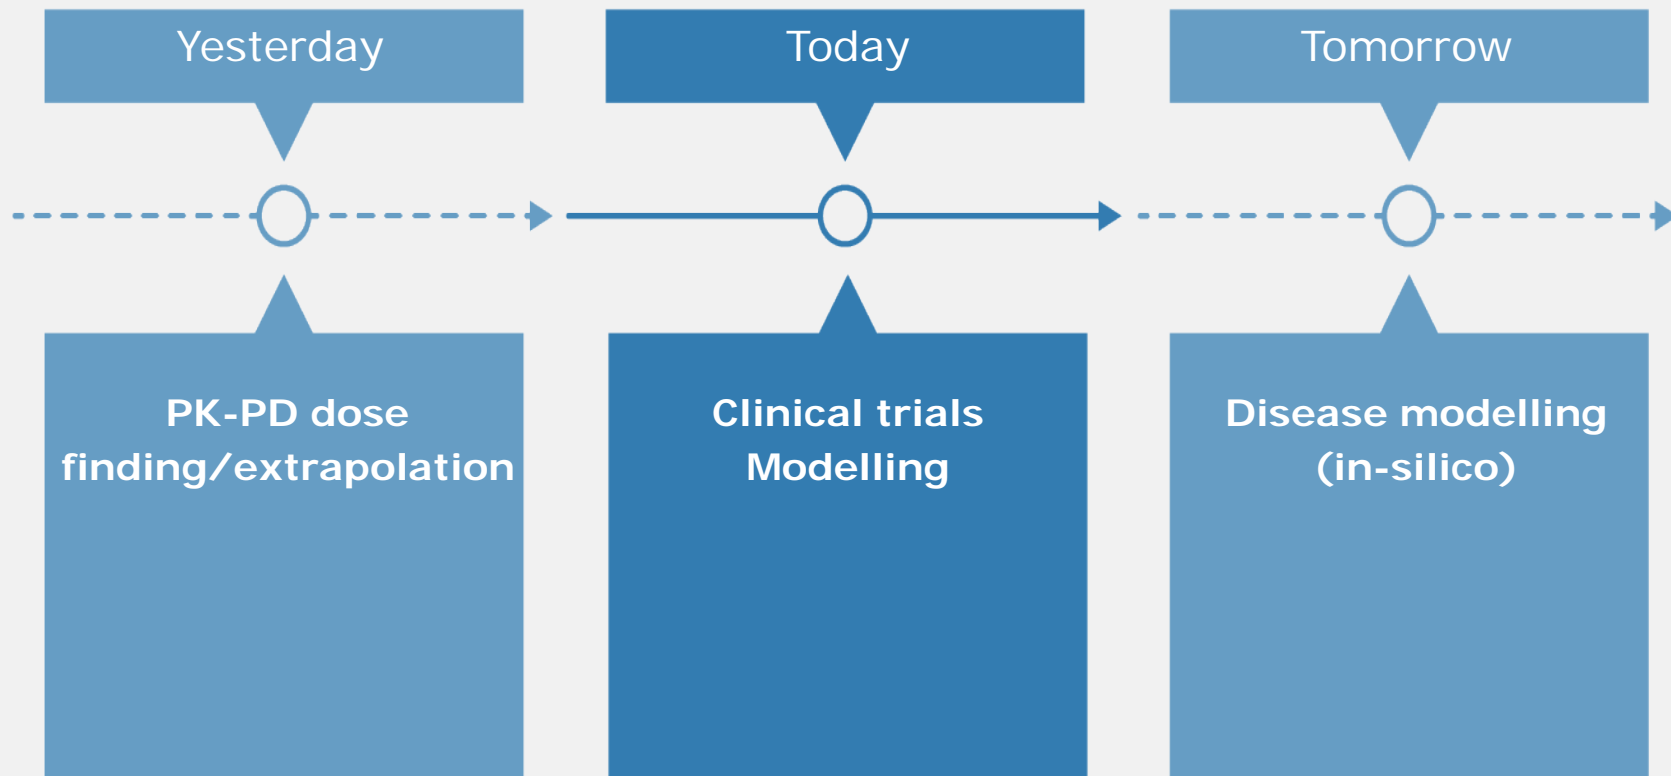 Yesterday
Today
Tomorrow
PK-PD dose
finding/extrapolation
Clinical trials
Modelling
Disease modelling
(in-silico)